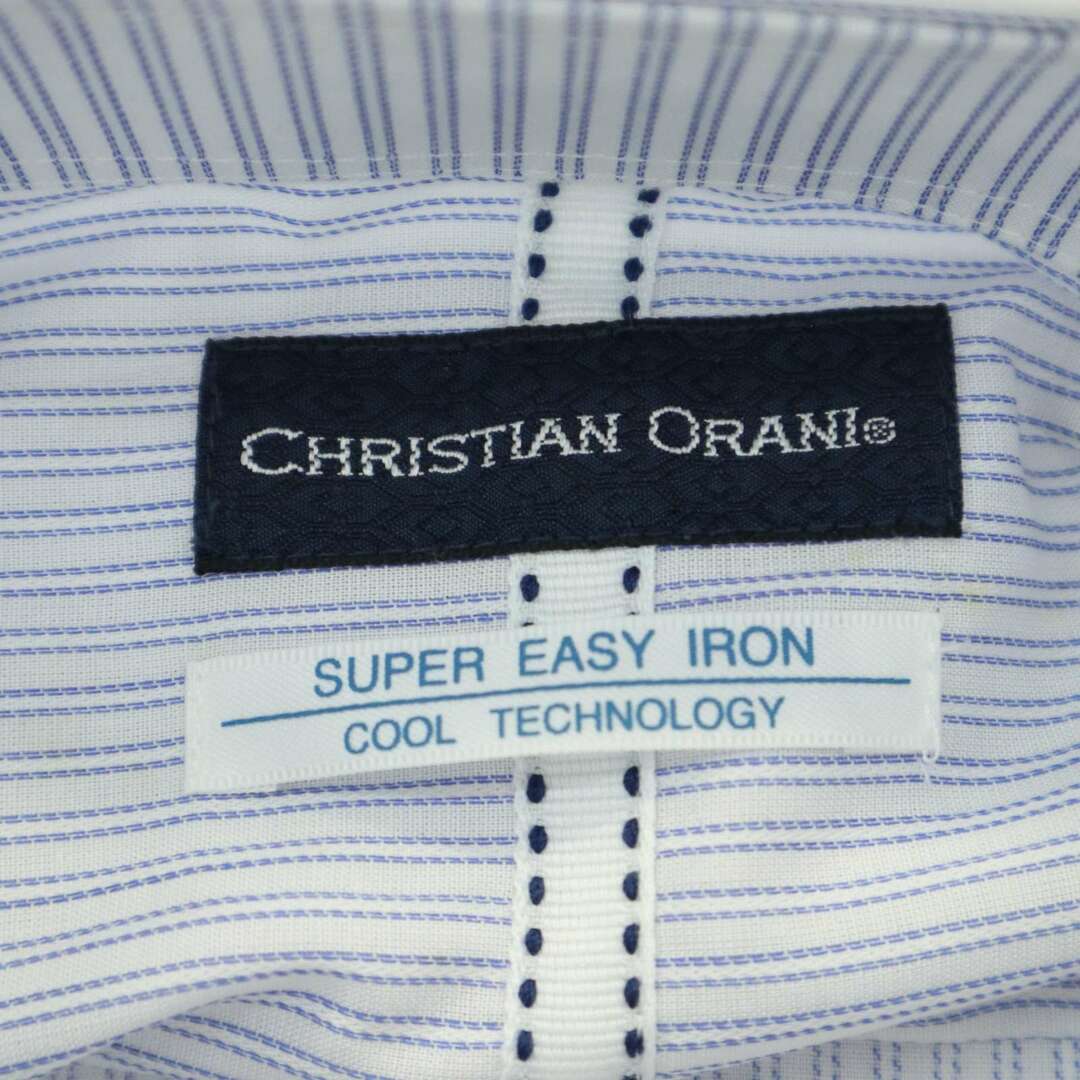 CHRISTIAN ORANI®
SUPER EASY IRON
COOL TECHNOLOGY